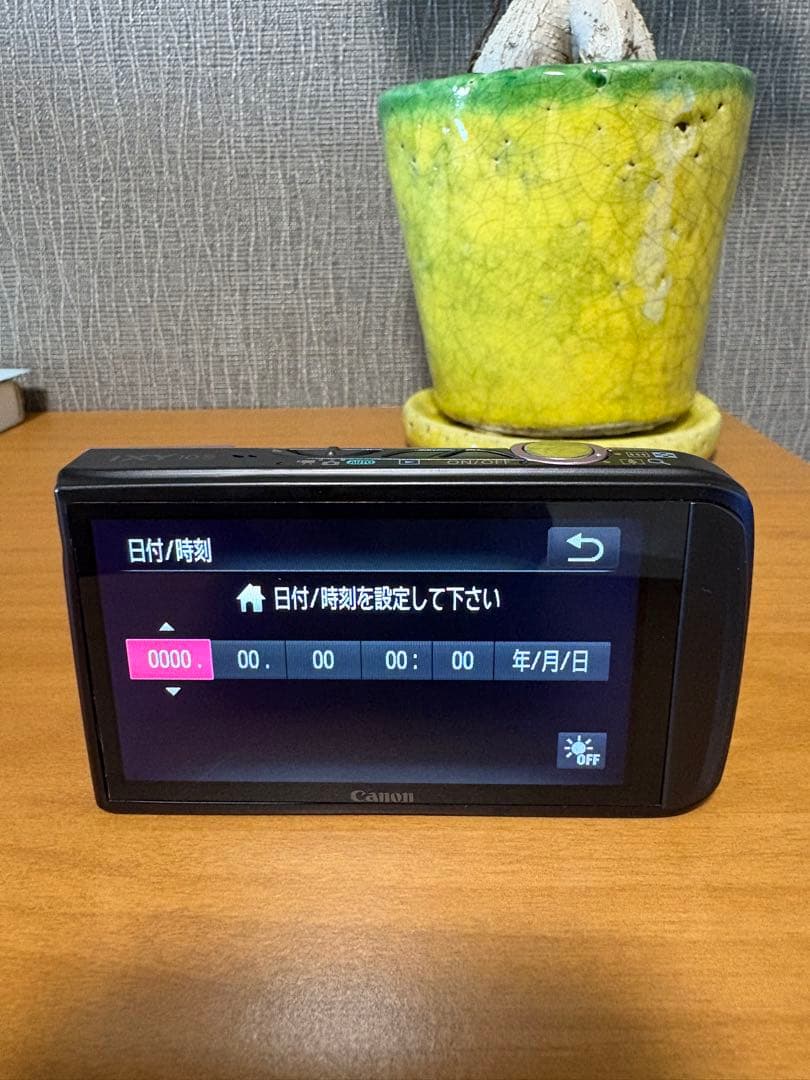 AUTO
ON/OFF
日付/時刻
日付/時刻を設定して下さい
0000. 00. 00 00: 00 年/月/日
OFF
Canon